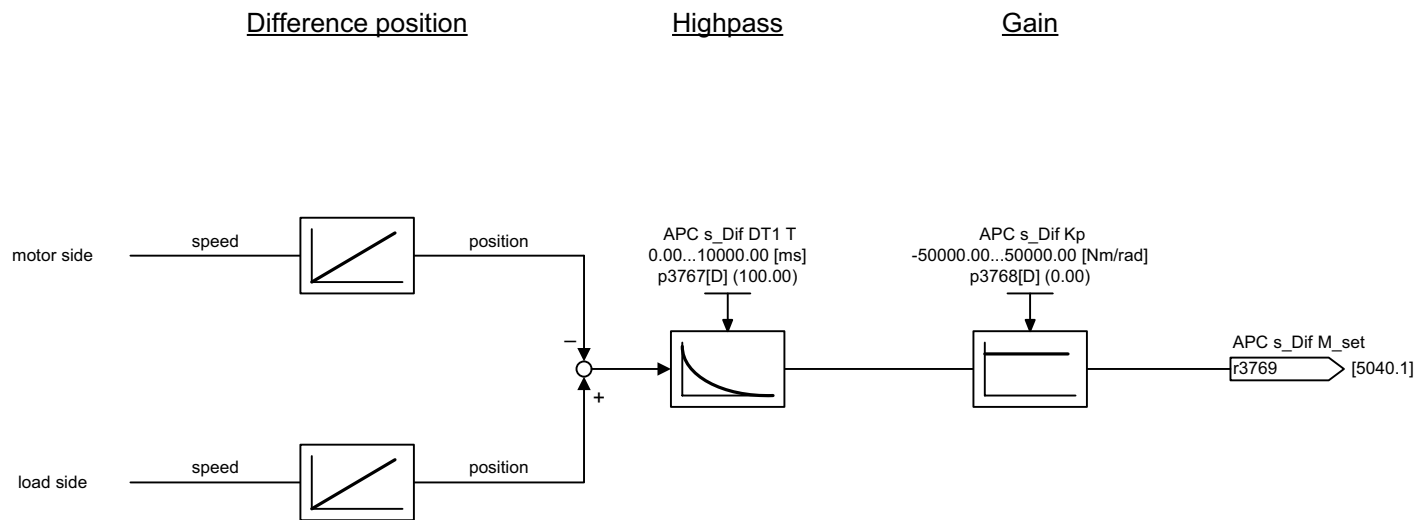 Difference position
Highpass
Gain
motor side
speed
position
APC s_Dif DT1 T
0.00...10000.00 [ms]
p3767[D] (100.00)
APC s_Dif Kp
-50000.00...50000.00 [Nm/rad]
p3768[D] (0.00)
–
+
APC s_Dif M_set
r3769
[5040.1]
load side
speed
position